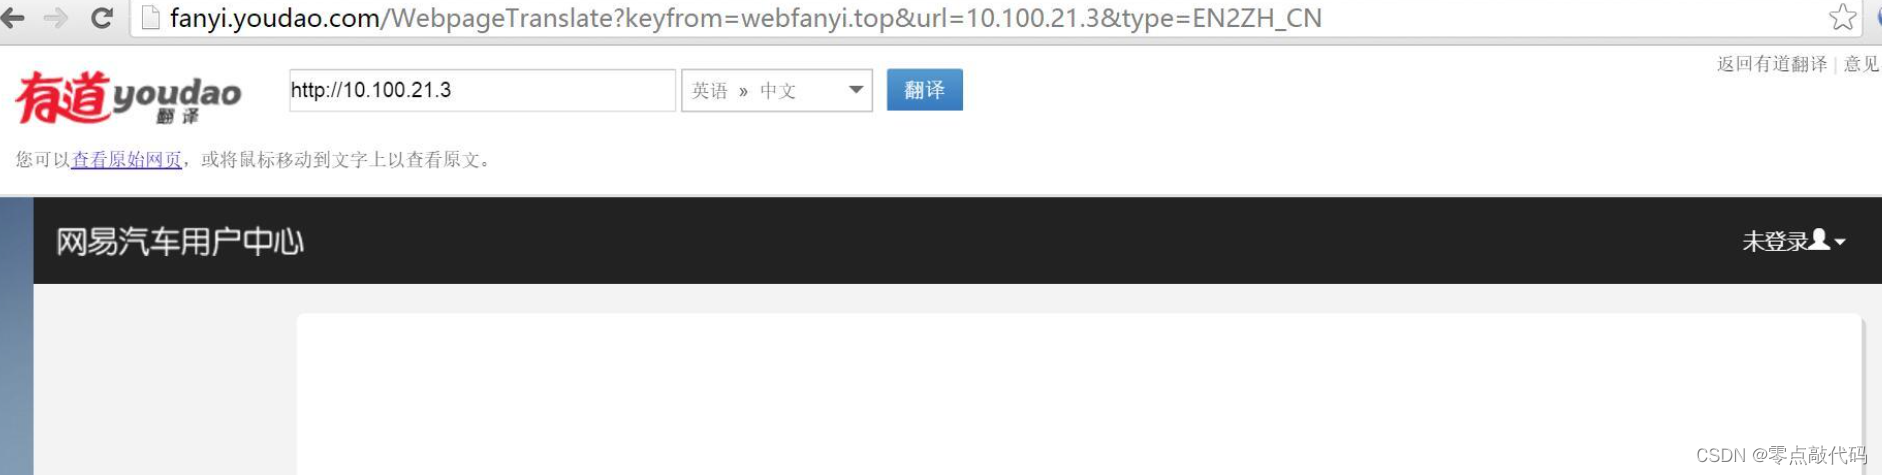 fanyi.youdao.com/WebpageTranslate?keyfrom=webfanyi.top&url=10.100.21.3&type=EN2ZH_CN
返回有道翻译 | 意见
有道 youdao 翻译
http://10.100.21.3
英语 » 中文
翻译
您可以查看原始网页，或将鼠标移动到文字上以查看原文。
网易汽车用户中心
未登录
CSDN @零点敲代码